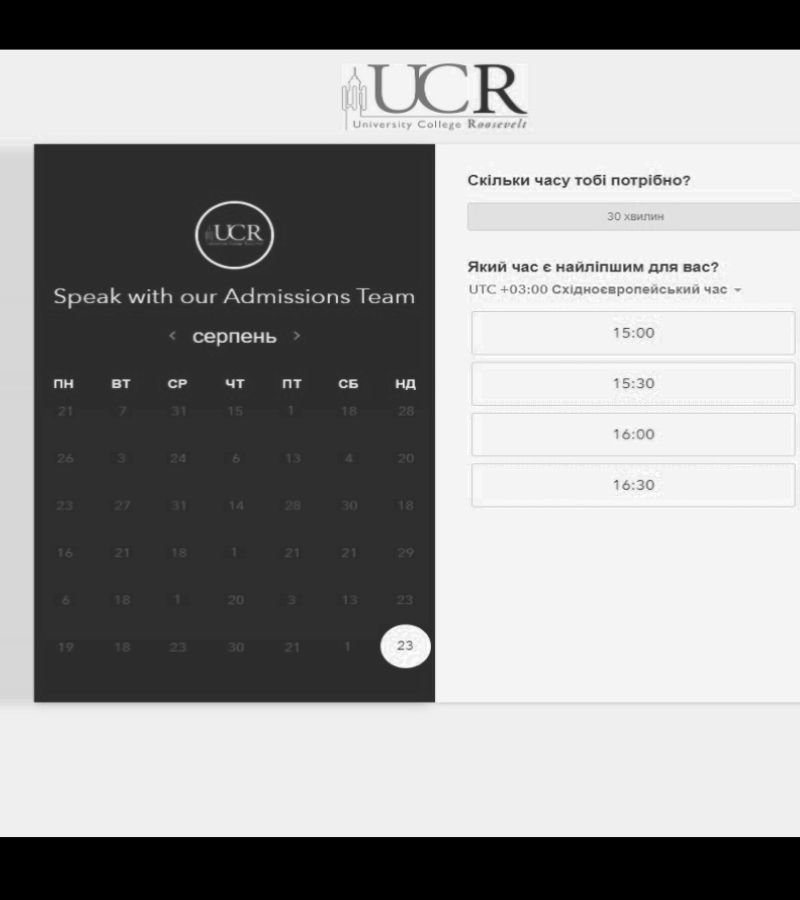 UCR
University College Roosevelt
UCR
Speak with our Admissions Team
< серпень >
ПН ВТ СР ЧТ ПТ СБ НД
21 7 31 15 1 18 28
26 3 24 6 13 4 20
23 27 31 14 28 30 18
16 21 18 1 21 21 29
6 18 1 20 3 13 23
19 18 23 30 21 1 23
Скільки часу тобі потрібно?
30 хвилин
Який час є найліпшим для вас?
UTC +03:00 Східноєвропейський час
15:00
15:30
16:00
16:30